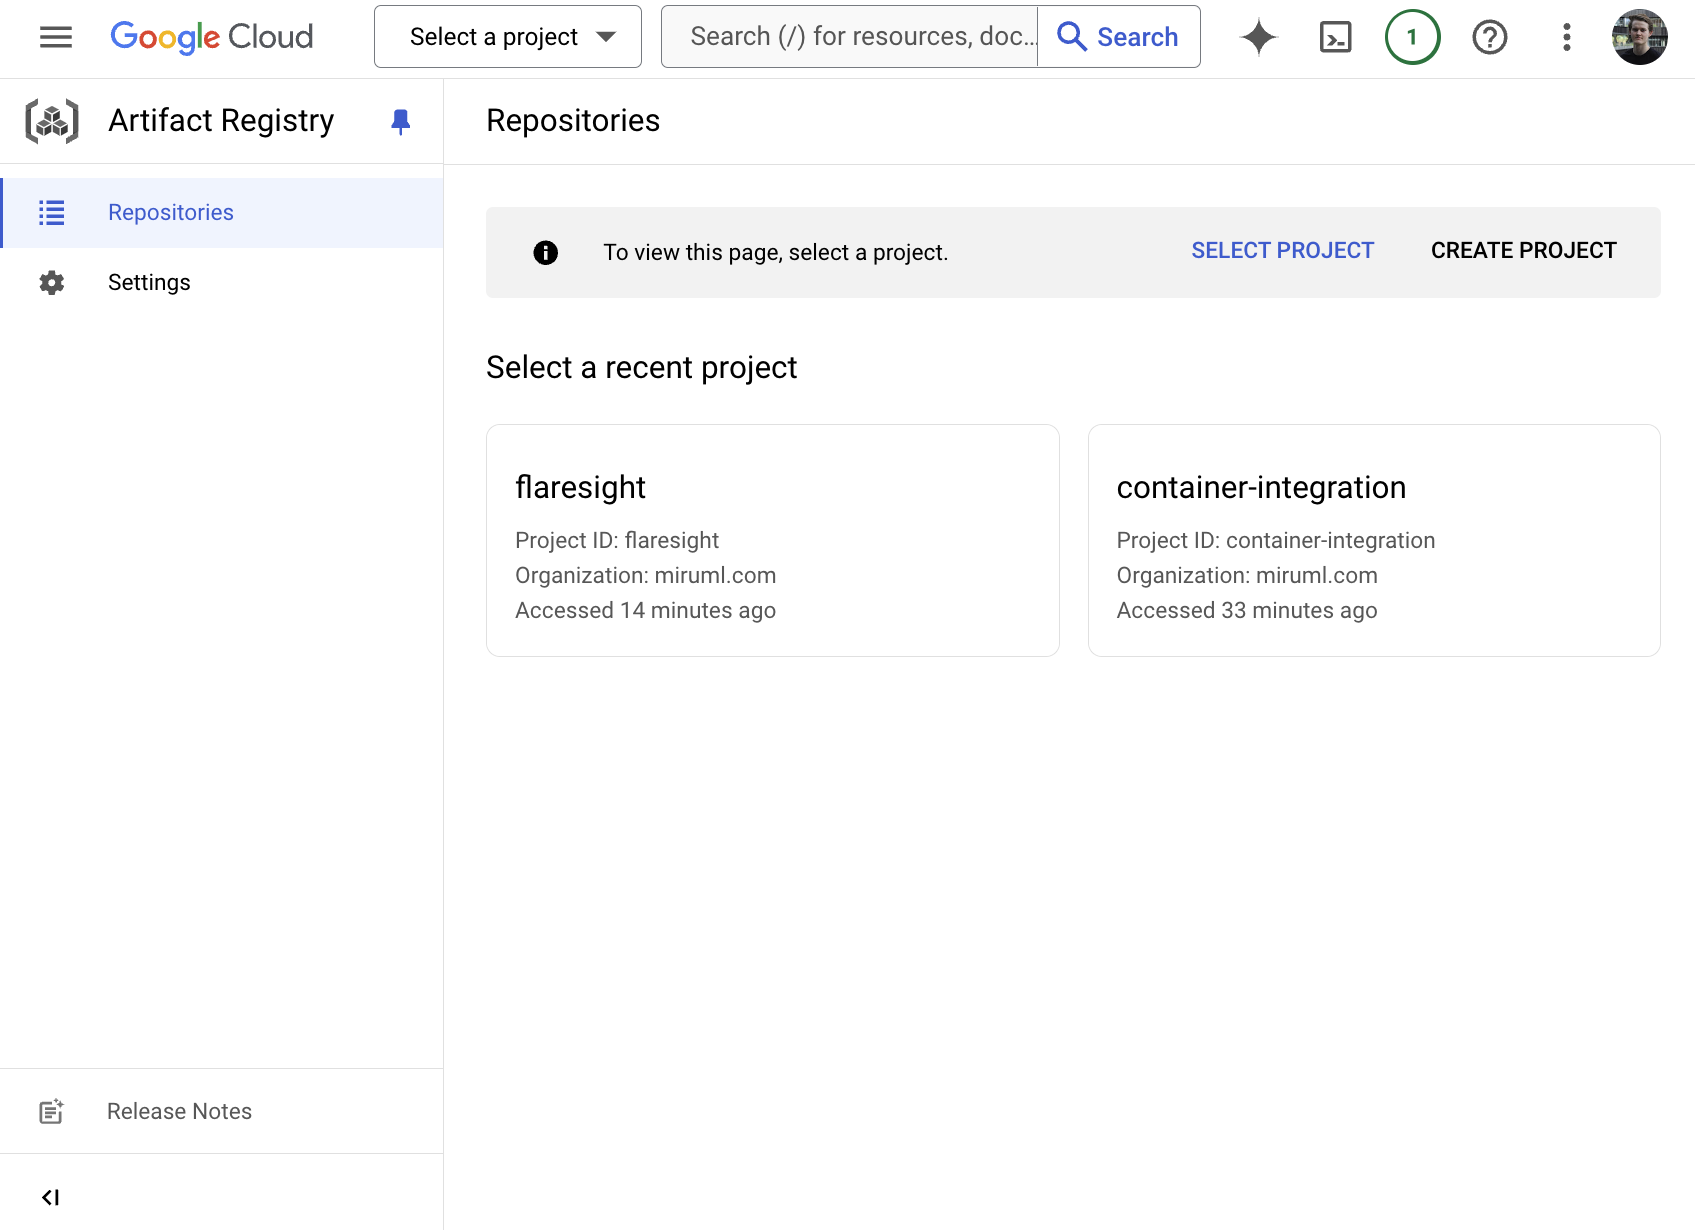 Google Cloud
Select a project
Search (/) for resources, doc...
Search
1
Artifact Registry
Repositories
Settings
Release Notes
Repositories
To view this page, select a project.
SELECT PROJECT
CREATE PROJECT
Select a recent project
flaresight
Project ID: flaresight
Organization: miruml.com
Accessed 14 minutes ago
container-integration
Project ID: container-integration
Organization: miruml.com
Accessed 33 minutes ago